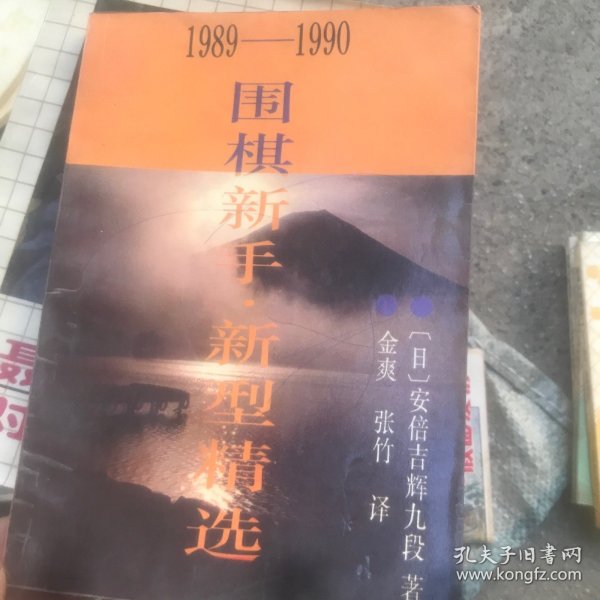 1989——1990
围棋新手·新型精选
〔日〕安倍吉辉九段 著
金爽 张竹 译
孔夫子旧书网
www.kongfz.com